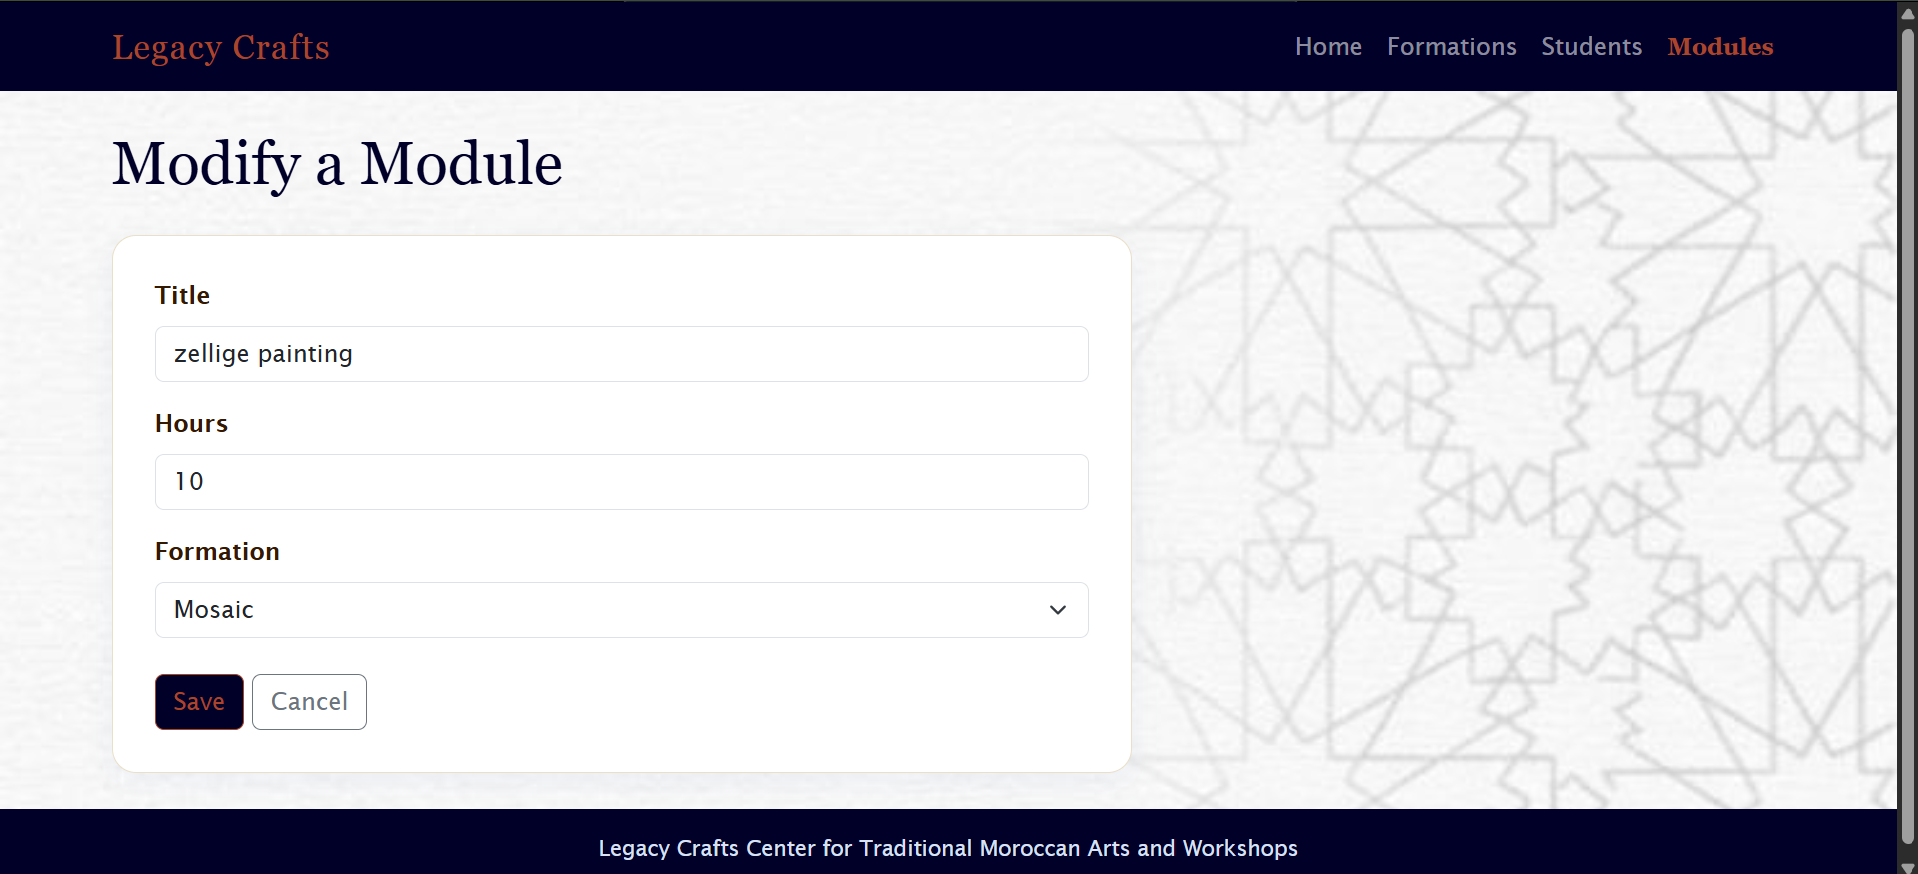 Legacy Crafts
Home Formations Students Modules
Modify a Module
Title
zellige painting
Hours
10
Formation
Mosaic
Save Cancel
Legacy Crafts Center for Traditional Moroccan Arts and Workshops